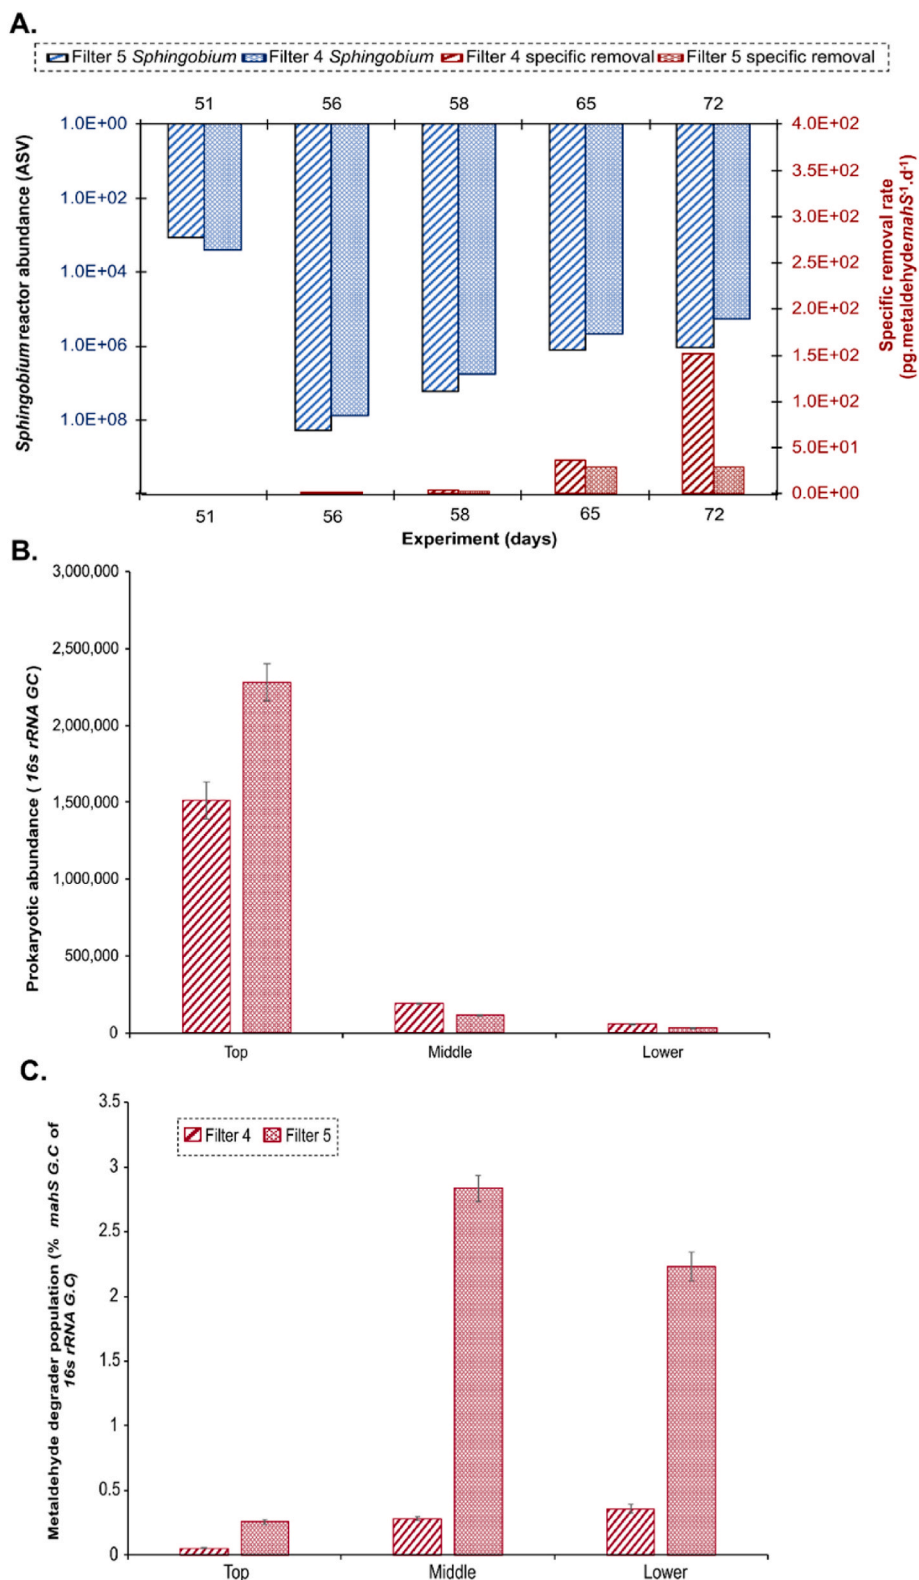 A.
Filter 5 Sphingobium Filter 4 Sphingobium Filter 4 specific removal Filter 5 specific removal
51 56 58 65 72
Sphingobium reactor abundance (ASV)
1.0E+00
1.0E+02
1.0E+04
1.0E+06
1.0E+08
4.0E+02
3.5E+02
3.0E+02
2.5E+02
2.0E+02
1.5E+02
1.0E+02
5.0E+01
0.0E+00
Specific removal rate
(pg.metaldehyde mahS⁻¹.d⁻¹)
51 56 58 65 72
Experiment (days)
B.
Prokaryotic abundance ( 16s rRNA GC)
3,000,000
2,500,000
2,000,000
1,500,000
1,000,000
500,000
0
Top Middle Lower
C.
Metaldehyde degrader population (% mahS G.C of
16s rRNA G.C)
3.5
3
2.5
2
1.5
1
0.5
0
Filter 4 Filter 5
Top Middle Lower